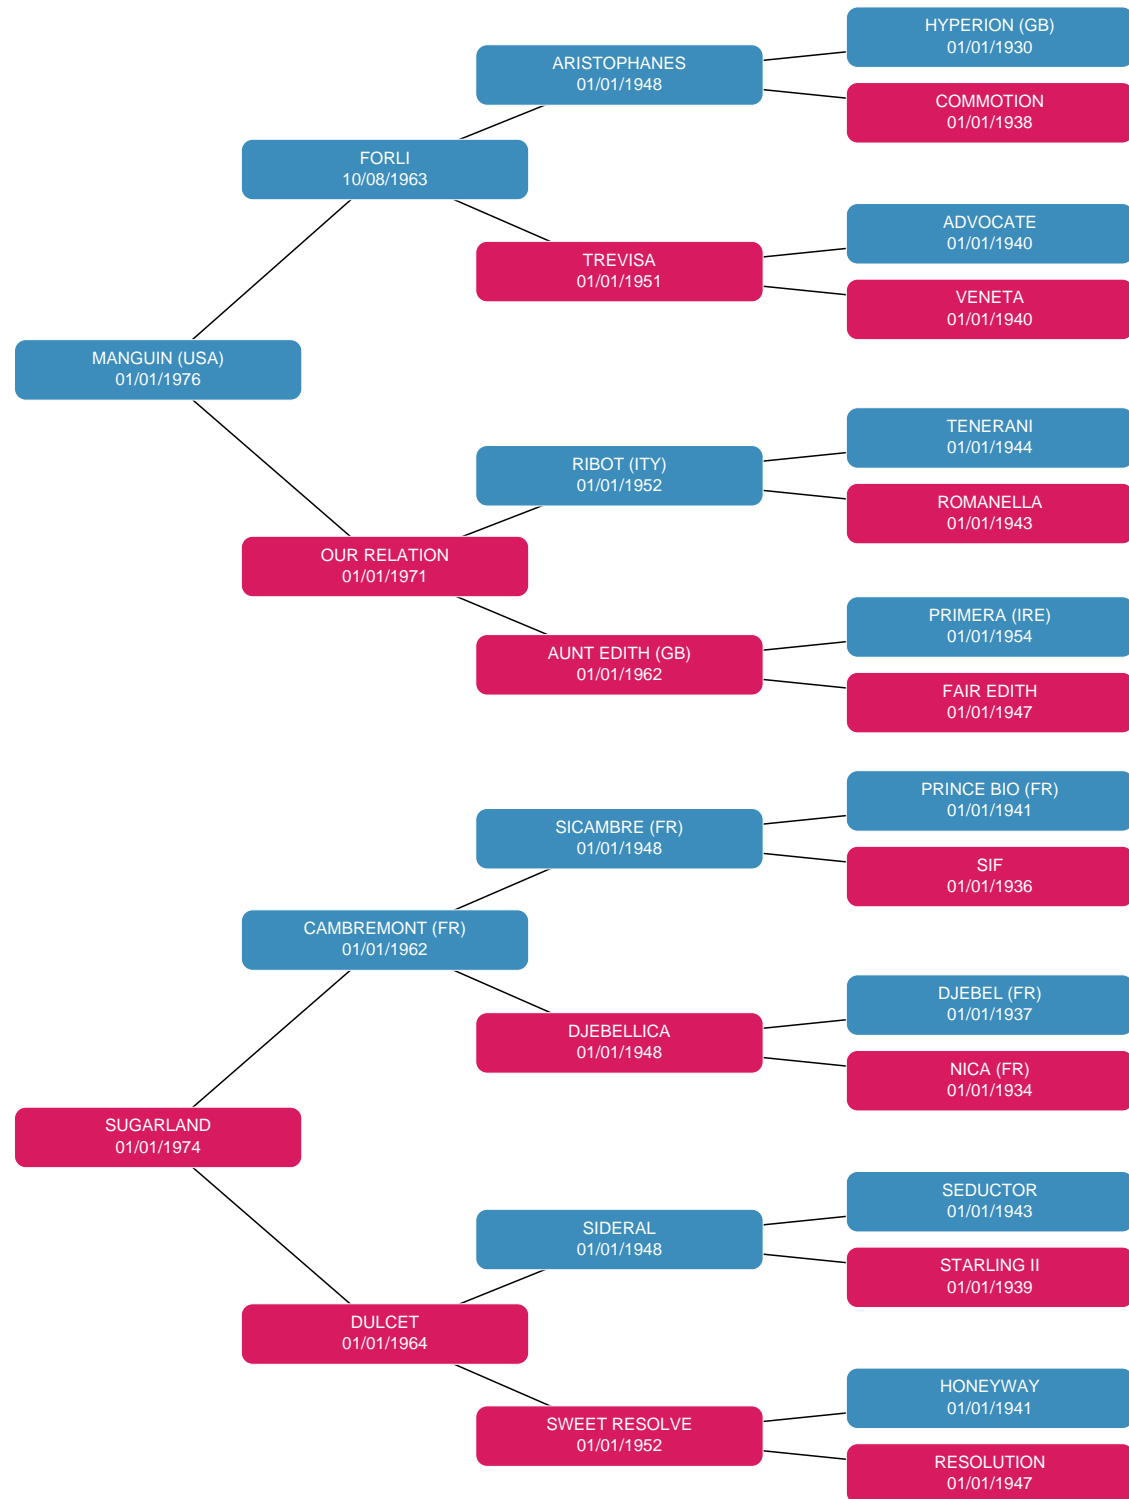 HYPERION (GB)
01/01/1930
ARISTOPHANES
01/01/1948
COMMOTION
01/01/1938
FORLI
10/08/1963
ADVOCATE
01/01/1940
TREVISA
01/01/1951
VENETA
01/01/1940
MANGUIN (USA)
01/01/1976
TENERANI
01/01/1944
RIBOT (ITY)
01/01/1952
ROMANELLA
01/01/1943
OUR RELATION
01/01/1971
PRIMERA (IRE)
01/01/1954
AUNT EDITH (GB)
01/01/1962
FAIR EDITH
01/01/1947
PRINCE BIO (FR)
01/01/1941
SICAMBRE (FR)
01/01/1948
SIF
01/01/1936
CAMBREMONT (FR)
01/01/1962
DJEBEL (FR)
01/01/1937
DJEBELLICA
01/01/1948
NICA (FR)
01/01/1934
SUGARLAND
01/01/1974
SEDUCTOR
01/01/1943
SIDERAL
01/01/1948
STARLING II
01/01/1939
DULCET
01/01/1964
HONEYWAY
01/01/1941
SWEET RESOLVE
01/01/1952
RESOLUTION
01/01/1947